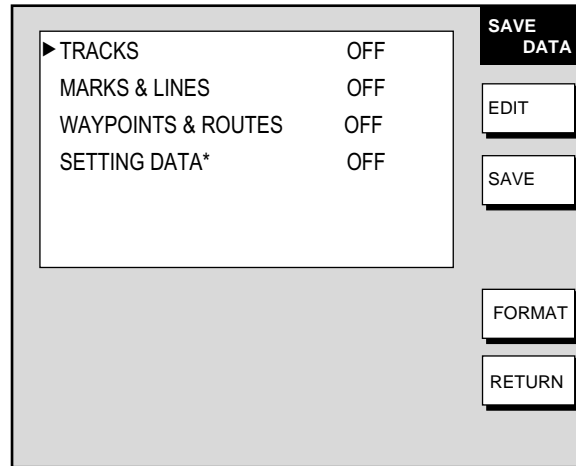 SAVE
DATA
▶TRACKS OFF
MARKS & LINES OFF
WAYPOINTS & ROUTES OFF
SETTING DATA* OFF
EDIT
SAVE
FORMAT
RETURN